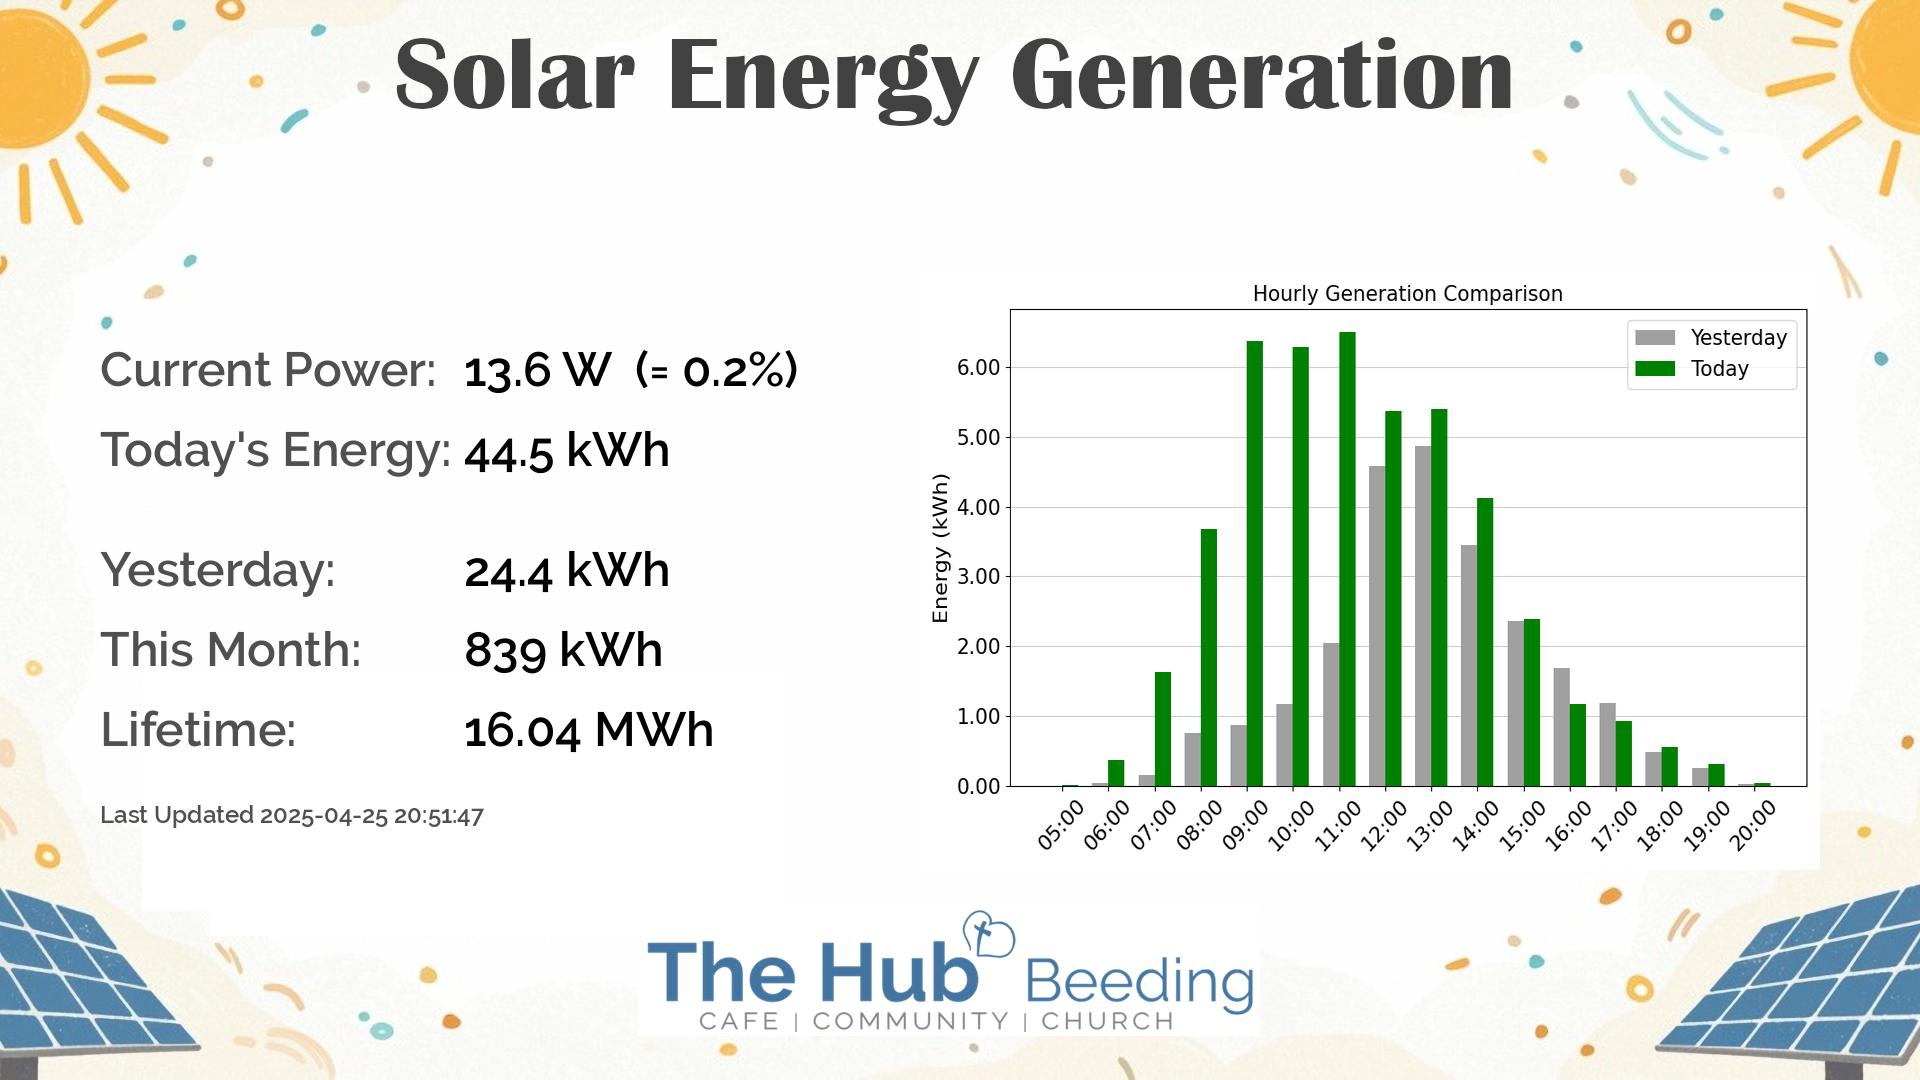 Solar Energy Generation
Current Power: 13.6 W (= 0.2%)
Today's Energy: 44.5 kWh
Yesterday: 24.4 kWh
This Month: 839 kWh
Lifetime: 16.04 MWh
Last Updated 2025-04-25 20:51:47
Hourly Generation Comparison
Yesterday
Today
Energy (kWh)
6.00
5.00
4.00
3.00
2.00
1.00
0.00
05:00 06:00 07:00 08:00 09:00 10:00 11:00 12:00 13:00 14:00 15:00 16:00 17:00 18:00 19:00 20:00
The Hub Beeding
CAFE | COMMUNITY | CHURCH